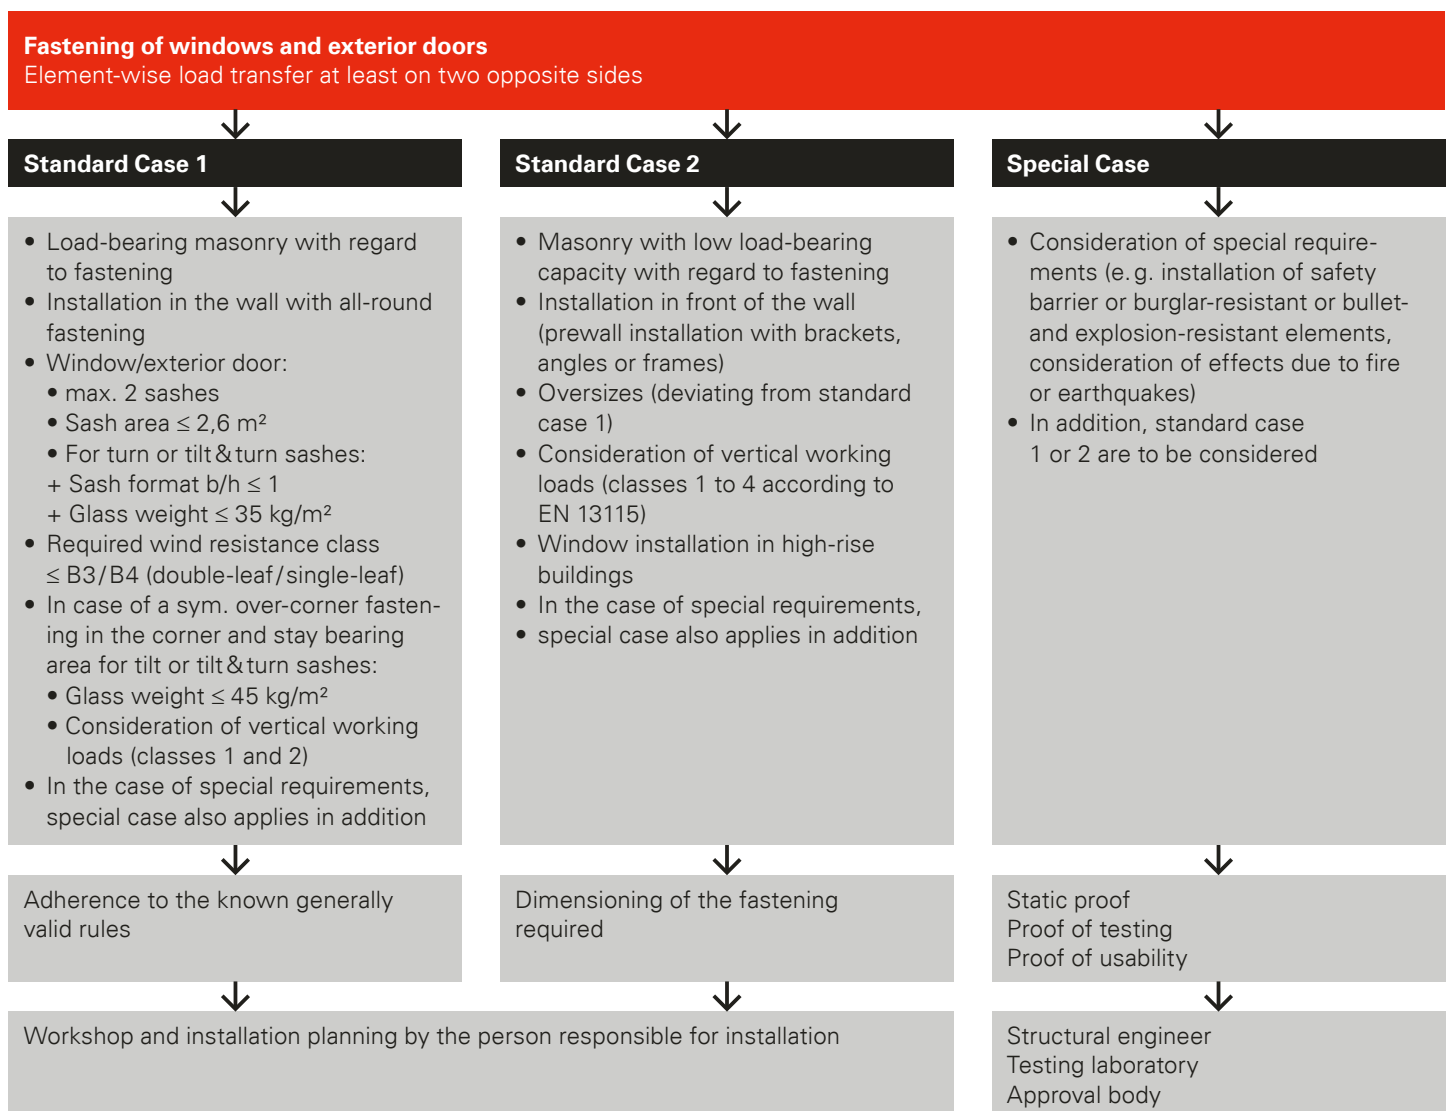 Fastening of windows and exterior doors
Element-wise load transfer at least on two opposite sides
Standard Case 1
• Load-bearing masonry with regard
to fastening
• Installation in the wall with all-round
fastening
• Window/exterior door:
• max. 2 sashes
• Sash area ≤ 2,6 m²
• For turn or tilt & turn sashes:
+ Sash format b/h ≤ 1
+ Glass weight ≤ 35 kg/m²
• Required wind resistance class
≤ B3/B4 (double-leaf/single-leaf)
• In case of a sym. over-corner fasten-
ing in the corner and stay bearing
area for tilt or tilt & turn sashes:
• Glass weight ≤ 45 kg/m²
• Consideration of vertical working
loads (classes 1 and 2)
• In the case of special requirements,
special case also applies in addition
Adherence to the known generally
valid rules
Standard Case 2
• Masonry with low load-bearing
capacity with regard to fastening
• Installation in front of the wall
(prewall installation with brackets,
angles or frames)
• Oversizes (deviating from standard
case 1)
• Consideration of vertical working
loads (classes 1 to 4 according to
EN 13115)
• Window installation in high-rise
buildings
• In the case of special requirements,
• special case also applies in addition
Dimensioning of the fastening
required
Workshop and installation planning by the person responsible for installation
Special Case
• Consideration of special require-
ments (e. g. installation of safety
barrier or burglar-resistant or bullet-
and explosion-resistant elements,
consideration of effects due to fire
or earthquakes)
• In addition, standard case
1 or 2 are to be considered
Static proof
Proof of testing
Proof of usability
Structural engineer
Testing laboratory
Approval body